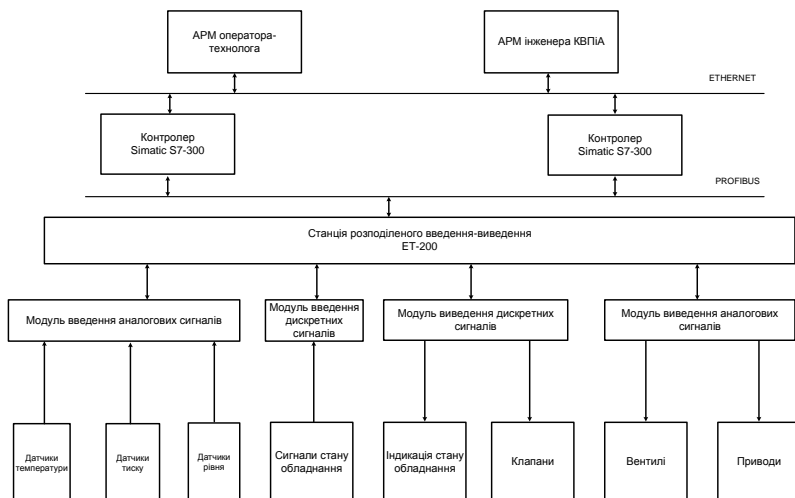 АРМ оператора-
технолога
АРМ інженера КВПіА
ETHERNET
Контролер
Simatic S7-300
Контролер
Simatic S7-300
PROFIBUS
Станція розподіленого введення-виведення
ET-200
Модуль введення аналогових сигналів
Модуль введення
дискретних
сигналів
Модуль виведення дискретних
сигналів
Модуль виведення аналогових
сигналів
Датчики
температури
Датчики
тиску
Датчики
рівня
Сигнали стану
обладнання
Індикація стану
обладнання
Клапани
Вентилі
Приводи